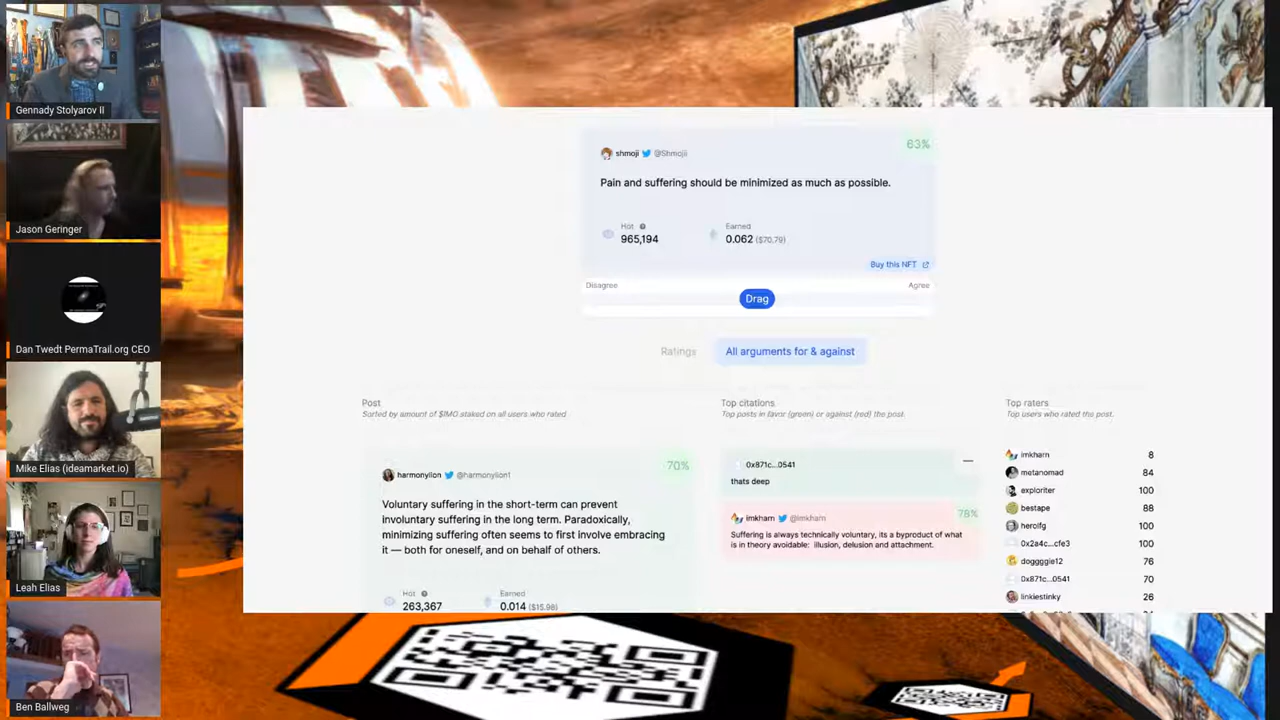 Gennady Stolyarov II
Jason Geringer
Dan Twedt PermaTrail.org CEO
Mike Elias (ideamarket.io)
Leah Elias
Ben Ballweg
shmoji @Shmojii
63%
Pain and suffering should be minimized as much as possible.
Hot
965,194
Earned
0.062 ($70.79)
Buy this NFT
Disagree
Agree
Drag
Ratings
All arguments for & against
Post
Sorted by amount of $IMO staked on all users who rated
harmonylion @harmonylion1
70%
Voluntary suffering in the short-term can prevent
involuntary suffering in the long term. Paradoxically,
minimizing suffering often seems to first involve embracing
it — both for oneself, and on behalf of others.
Hot
263,367
Earned
0.014 ($15.98)
Top citations
Top posts in favor (green) or against (red) the post.
0x871c...0541
—
thats deep
imkham @imkham
78%
Suffering is always technically voluntary, its a byproduct of what
is in theory avoidable: illusion, delusion and attachment.
Top raters
Top users who rated this post.
imkham 8
metanomad 84
exploriter 100
bestape 88
heroifg 100
0x2a4c...cfe3 100
doggggie12 76
0x871c...0541 70
linkiestinky 26